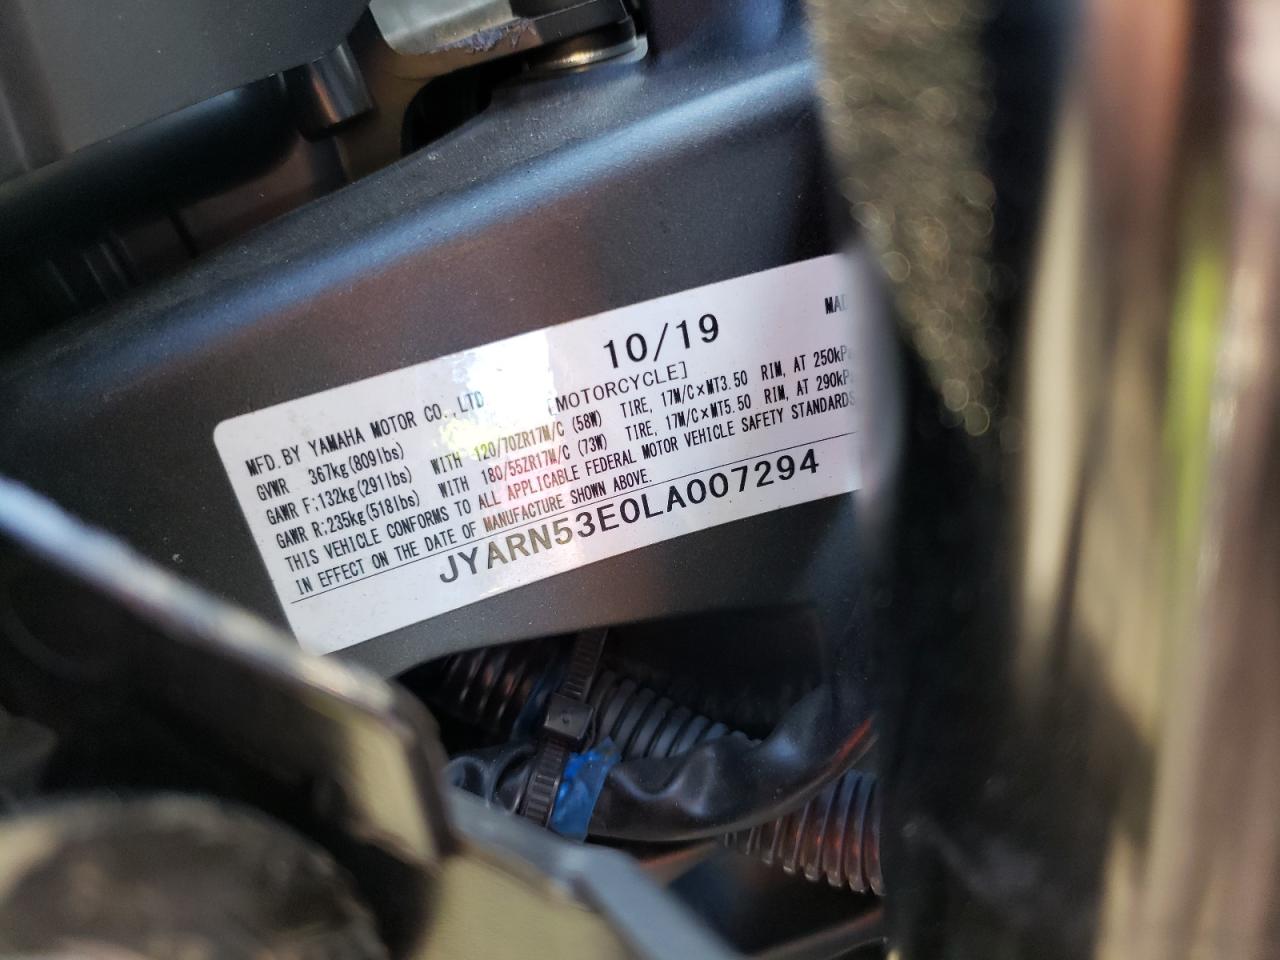 10/19
MFD. BY YAMAHA MOTOR CO., LTD [MOTORCYCLE]
GVWR 367kg(809lbs)
GAWR F:132kg(291lbs) WITH 120/70ZR17M/C (58W) TIRE, 17M/C×MT3.50 RIM, AT 250kPa
GAWR R:235kg(518lbs) WITH 180/55ZR17M/C (73W) TIRE, 17M/C×MT5.50 RIM, AT 290kPa
THIS VEHICLE CONFORMS TO ALL APPLICABLE FEDERAL MOTOR VEHICLE SAFETY STANDARDS
IN EFFECT ON THE DATE OF MANUFACTURE SHOWN ABOVE.
JYARN53E0LA007294